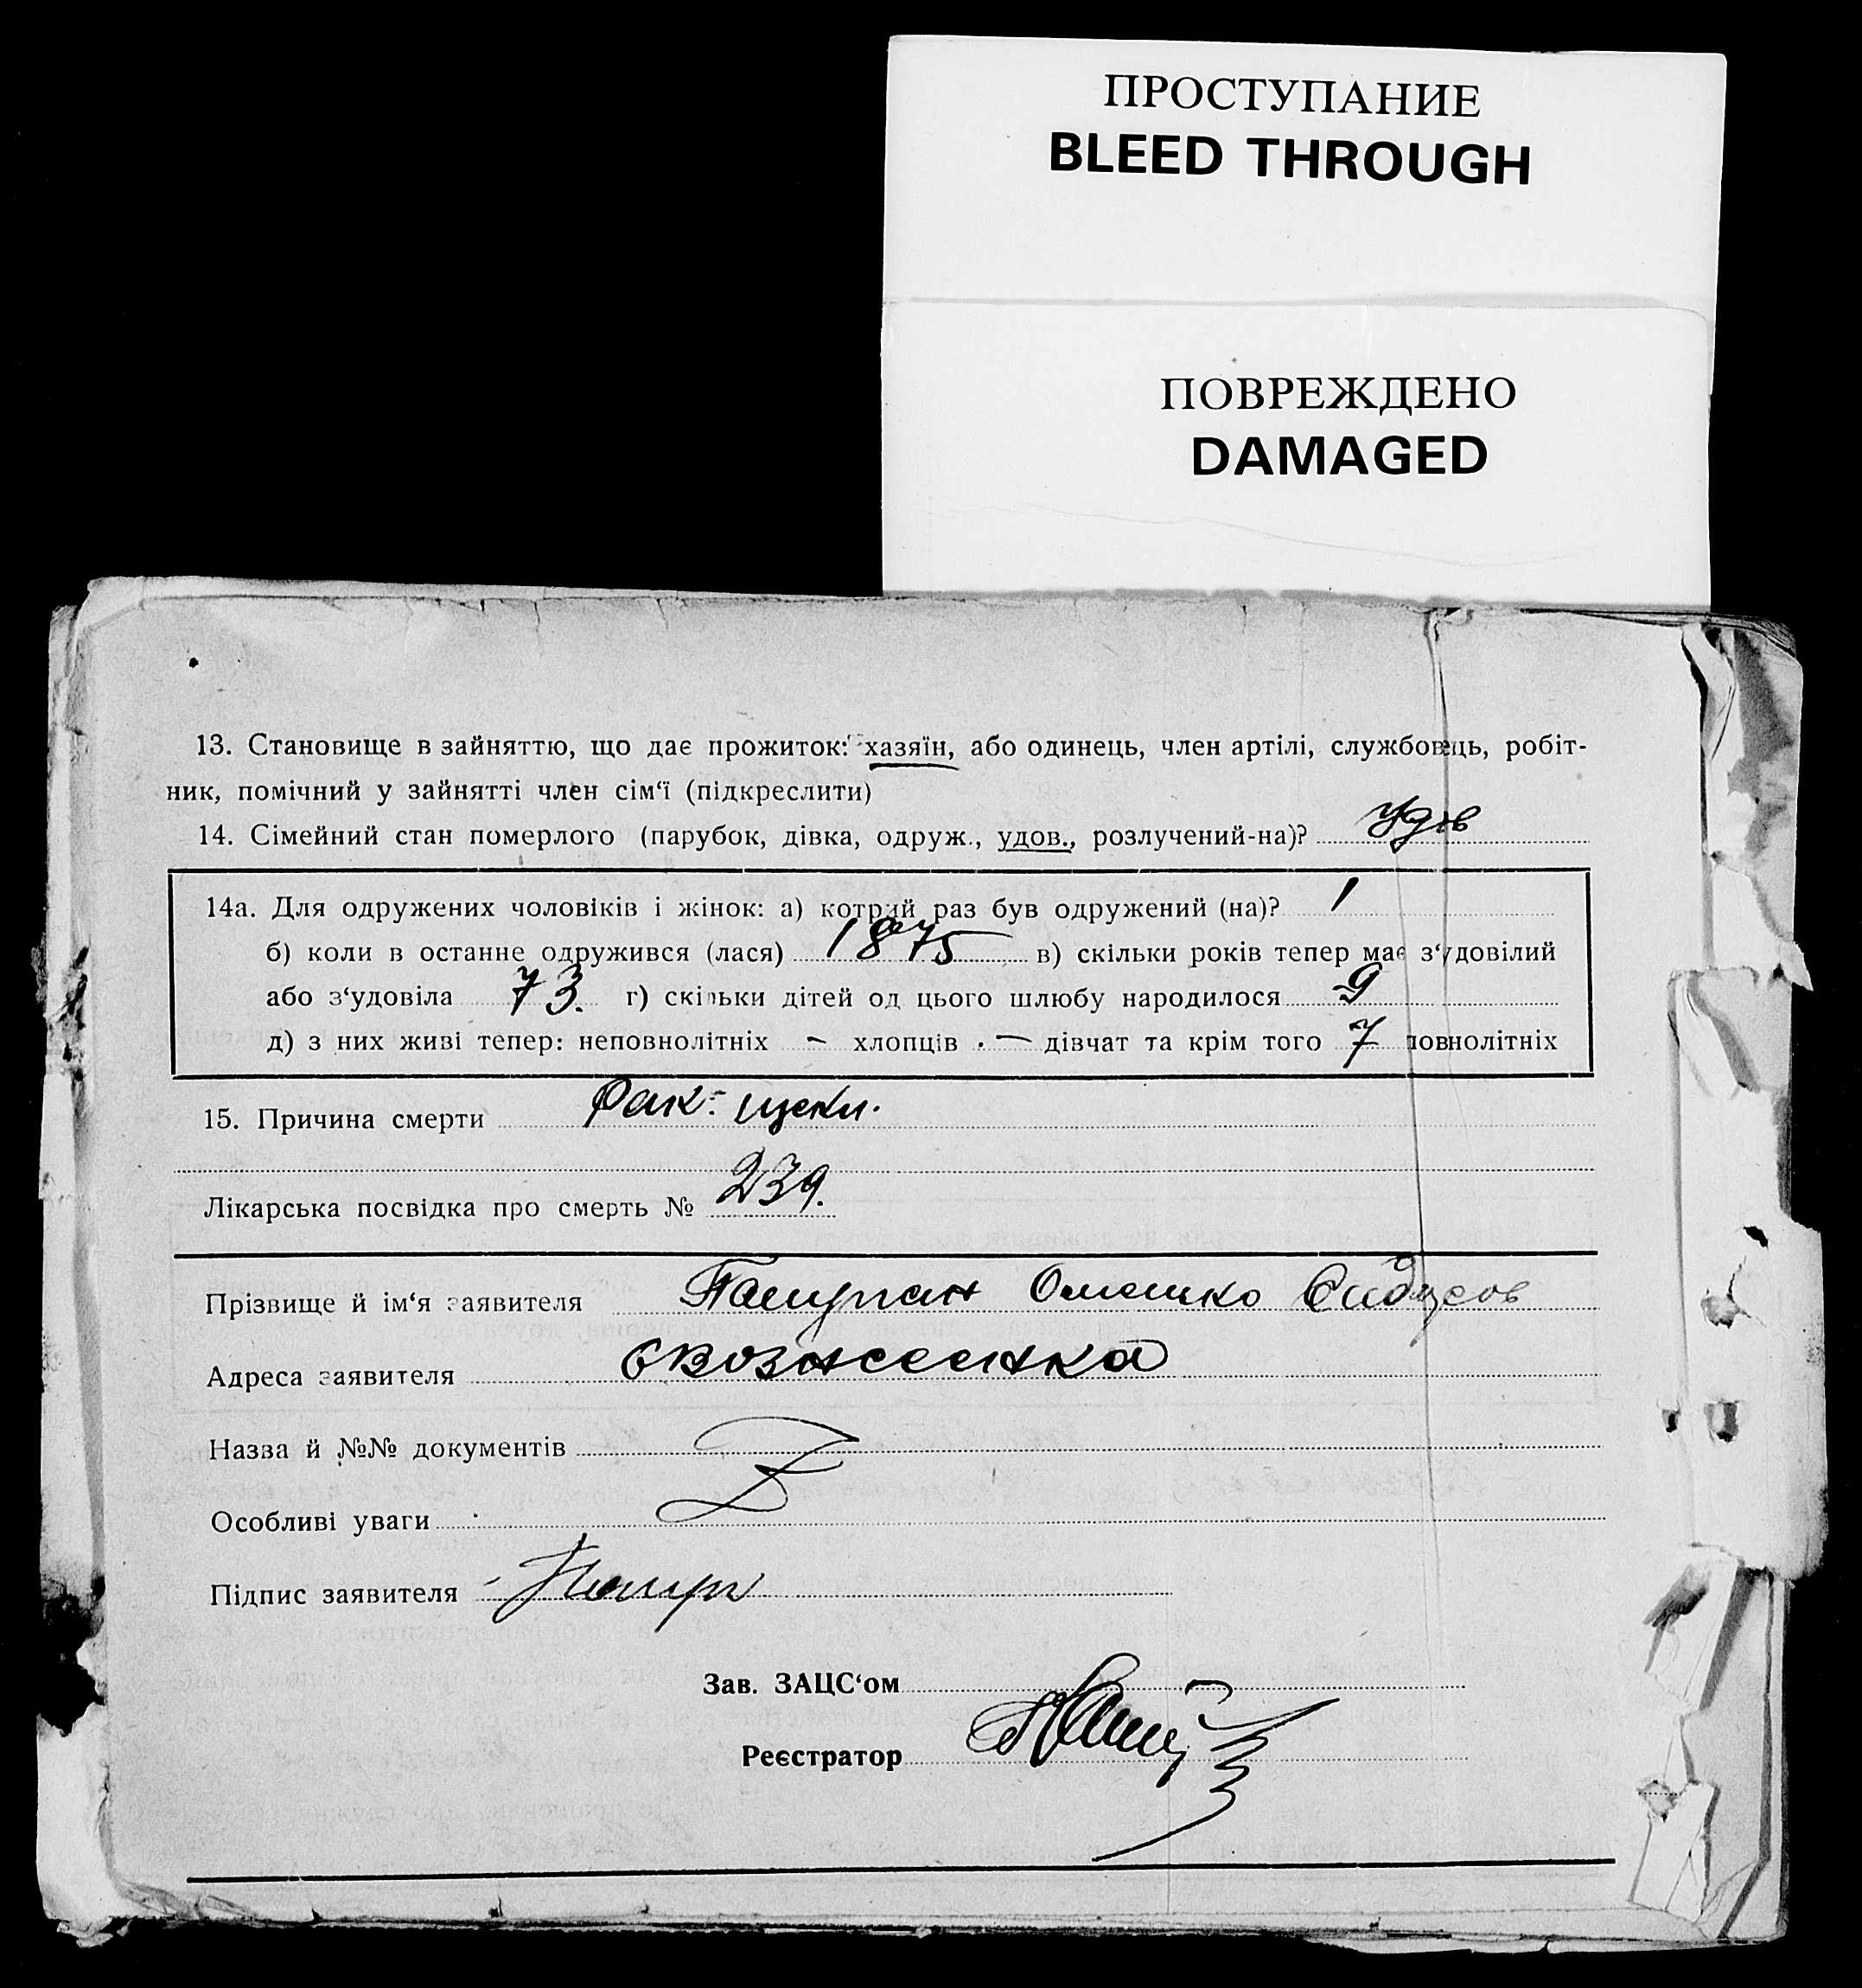 ПРОСТУПАНИЕ
BLEED THROUGH
ПОВРЕЖДЕНО
DAMAGED
13. Становище в зайняттю, що дає прожиток: хазяїн, або одинець, член артілі, службовець, робіт-
ник, помічний у зайнятті член сім‘ї (підкреслити)
14. Сімейний стан померлого (парубок, дівка, одруж., удов., розлучений-на)? удов
14а. Для одружених чоловіків і жінок: а) котрий раз був одружений (на)? 1
б) коли в останне одружився (лася) 1875 в) скільки років тепер має з‘удовілий
або з‘удовіла 73. г) скільки дітей од цього шлюбу народилося 9
д) з них живі тепер: неповнолітніх – хлопців – дівчат та крім того 7 повнолітніх
15. Причина смерти Рак
Лікарська посвідка про смерть № 239.
Прізвище й ім‘я заявителя
Адреса заявителя
Назва й №№ документів
Особливі уваги
Підпис заявителя
Зав. ЗАЦС‘ом
Реєстратор